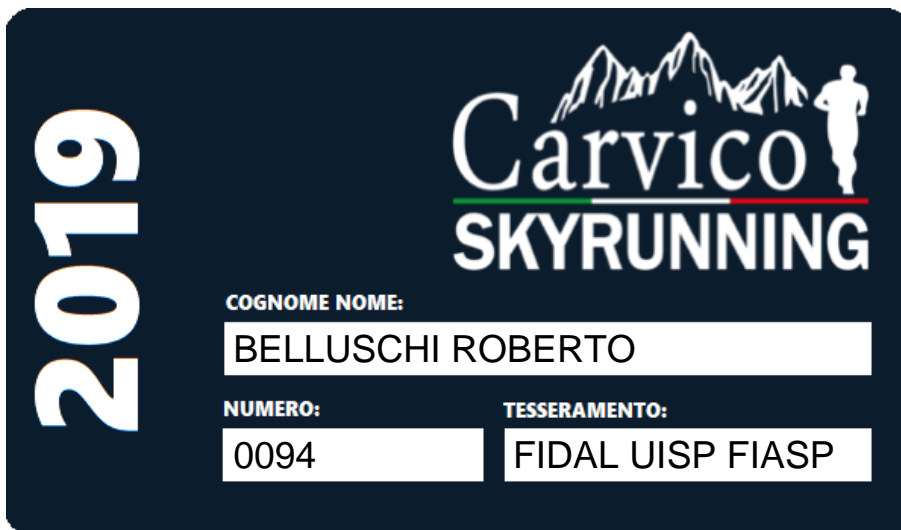 2019
Carvico
SKYRUNNING
COGNOME NOME:
BELLUSCHI ROBERTO
NUMERO:
TESSERAMENTO:
0094
FIDAL UISP FIASP